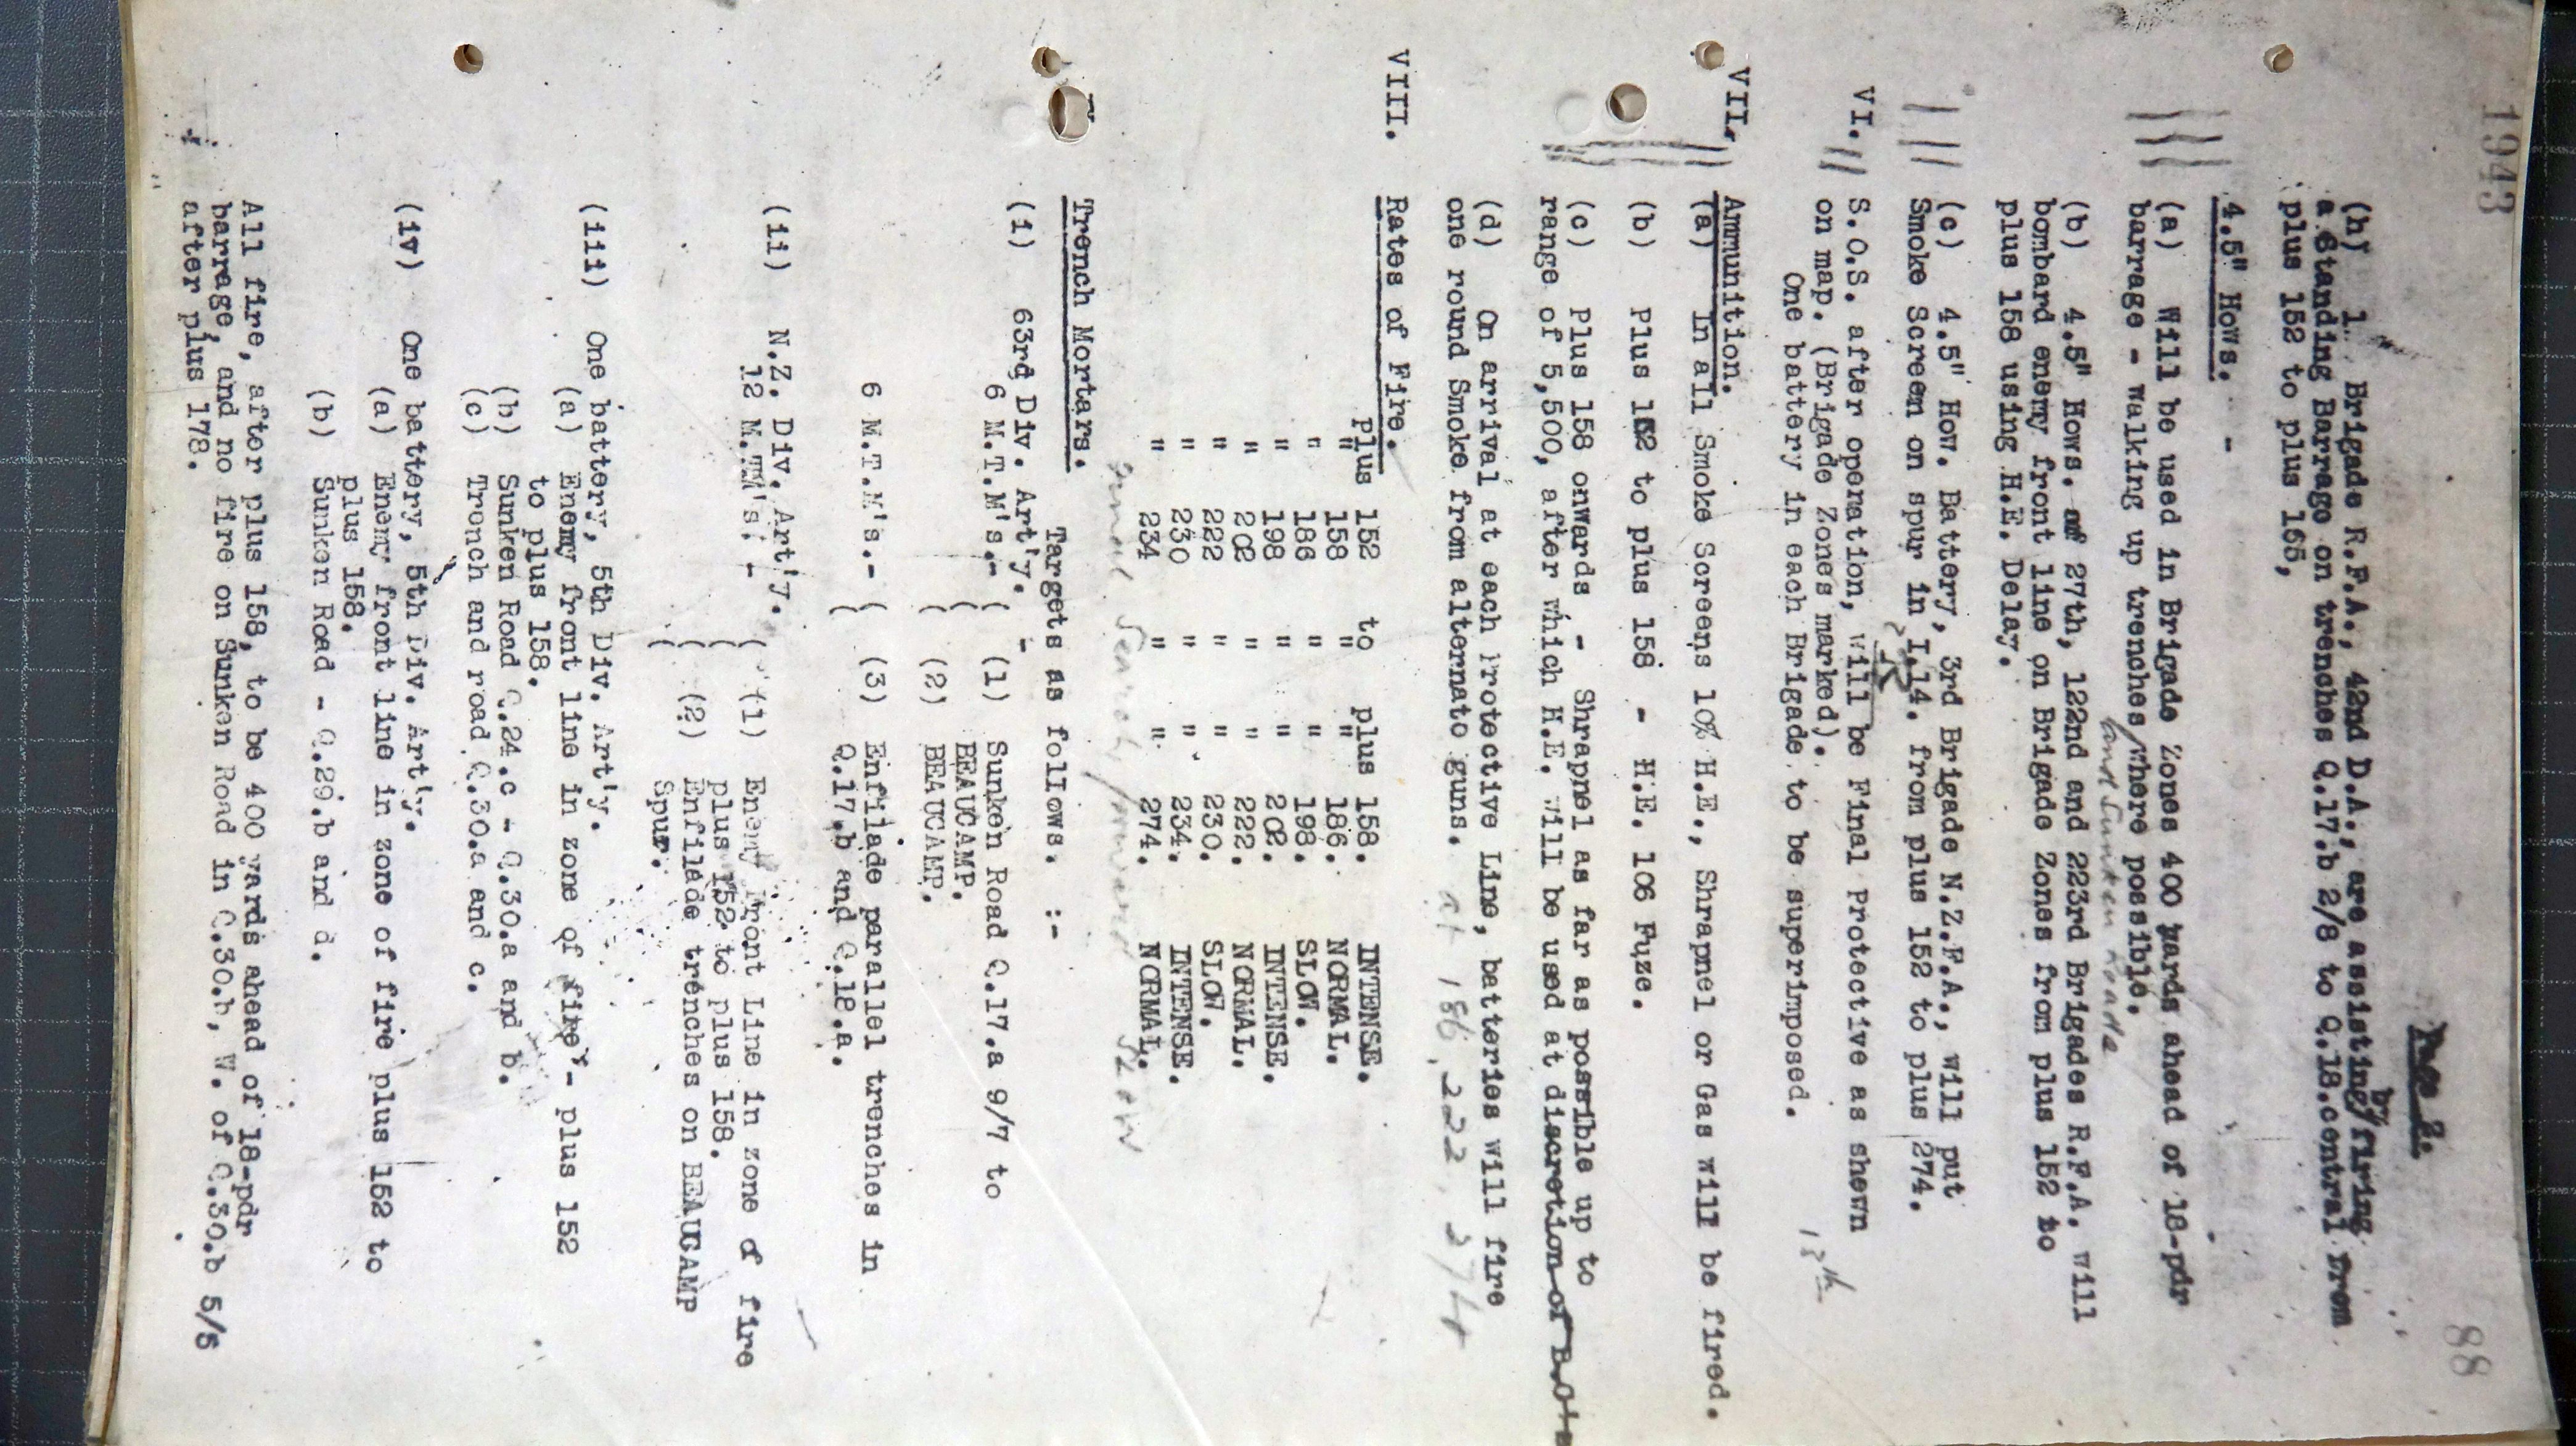 1943
88
Page 2.
(h) 1 Brigade R.F.A., 42nd D.A., are assisting/firing
by
a Standing Barrage on trenches Q.17.b 2/8 to Q.18.central from
plus 152 to plus 165,
4.5" Hows. -
(a) Will be used in Brigade Zones 400 yards ahead of 18-pdr
barrage - walking up trenches/where possible.
and Sunken Roads
(b) 4.5" Hows. of 27th, 122nd and 223rd Brigades R.F.A. will
bombard enemy front line on Brigade Zones from plus 152 to
plus 158 using H.E. Delay.
(c) 4.5" How. Battery, 3rd Brigade N.Z.F.A., will put
Smoke Screen on spur in I.14. from plus 152 to plus 274.
VI. S.O.S. after operation, will be Final Protective as shewn
on map. (Brigade Zones marked).
13th
One battery in each Brigade to be superimposed.
VII. Ammunition.
(a) In all Smoke Screens 10% H.E., Shrapnel or Gas will be fired.
(b) Plus 152 to plus 158 - H.E. 106 Fuze.
(c) Plus 158 onwards - Shrapnel as far as possible up to
range of 5,500, after which H.E. will be used at discretion of B.C's
(d) On arrival at each Protective Line, batteries will fire
one round Smoke from alternate guns. at 186, 222, 274
VIII. Rates of Fire.
Plus 152 to plus 158. INTENSE.
" 158 " " 186. NORMAL.
" 186 " " 198. SLOW.
" 198 " " 202. INTENSE.
" 202 " " 222. NORMAL.
" 222 " " 230. SLOW.
" 230 " " 234. INTENSE.
" 234 " " 274. NORMAL.
Search forward slow
Trench Mortars.
Targets as follows. :-
(i) 63rd Div. Art'y. -
6 M.T.M's.- ( (1) Sunken Road Q.17.a 9/7 to
( BEAUCAMP.
( (2) BEAUCAMP.
6 M.T.M's.- ( (3) Enfilade parallel trenches in
( Q.17.b and Q.18.a.
(ii) N.Z. Div. Art'y.
12 M.TM's. - ( (1) Enemy Front Line in zone of fire
( plus 152 to plus 158.
( (2) Enfilade trenches on BEAUCAMP
( Spur.
(iii) One battery, 5th Div. Art'y.
(a) Enemy front line in zone of fire - plus 152
to plus 158.
(b) Sunken Road Q.24.c - Q.30.a and b.
(c) Trench and road Q.30.a and c.
(iv) One battery, 5th Div. Art'y.
(a) Enemy front line in zone of fire plus 152 to
plus 158.
(b) Sunken Road - Q.29.b and d.
All fire, after plus 158, to be 400 yards ahead of 18-pdr
barrage, and no fire on Sunken Road in Q.30.b, W. of Q.30.b 5/5
after plus 178.